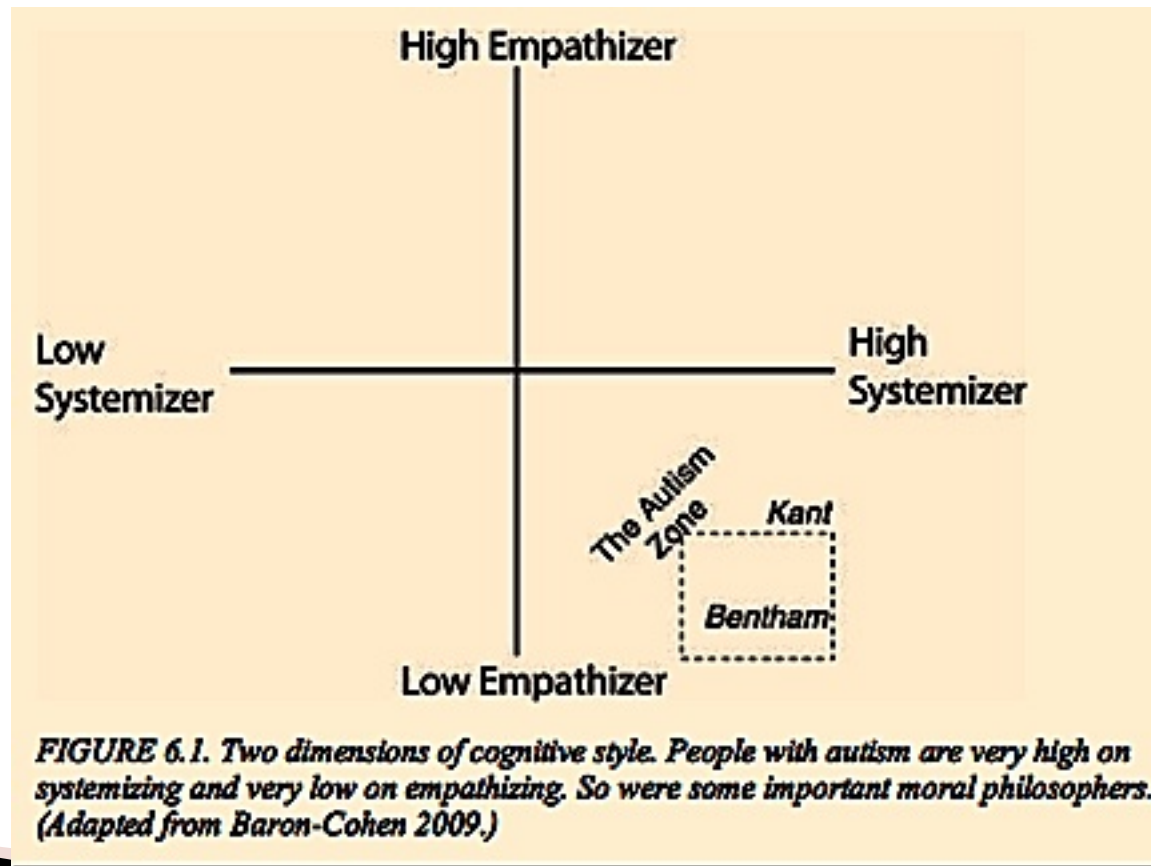 High Empathizer
Low
Systemizer
High
Systemizer
The Autism
Zone
Kant
Bentham
Low Empathizer
FIGURE 6.1. Two dimensions of cognitive style. People with autism are very high on
systemizing and very low on empathizing. So were some important moral philosophers.
(Adapted from Baron-Cohen 2009.)